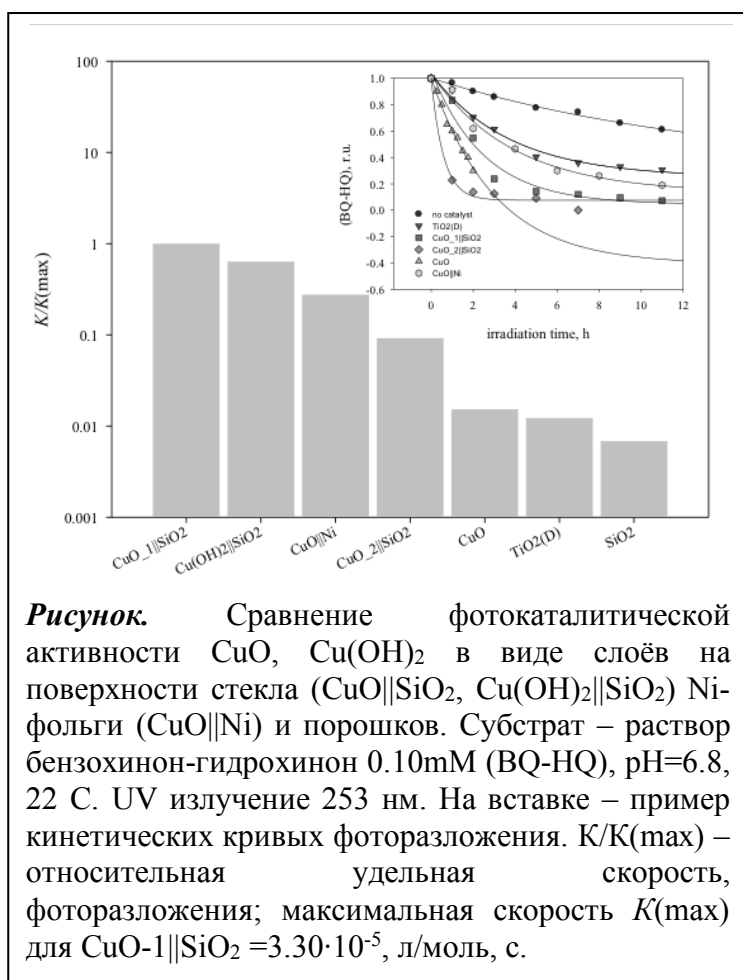 100
10
1
0.1
0.01
0.001
K/K(max)
CuO_1||SiO2
Cu(OH)2||SiO2
CuO||Ni
CuO_2||SiO2
CuO
TiO2(D)
SiO2
1.0
0.8
0.6
0.4
0.2
0.0
-0.2
-0.4
-0.6
(BQ-HQ), r.u.
no catalyst
TiO2(D)
CuO_1||SiO2
CuO_2||SiO2
CuO
CuO||Ni
0 2 4 6 8 10 12
irradiation time, h
Рисунок. Сравнение фотокаталитической
активности CuO, Cu(OH)₂ в виде слоёв на
поверхности стекла (CuO||SiO₂, Cu(OH)₂||SiO₂) Ni-
фольги (CuO||Ni) и порошков. Субстрат – раствор
бензохинон-гидрохинон 0.10mM (BQ-HQ), pH=6.8,
22 С. UV излучение 253 нм. На вставке – пример
кинетических кривых фоторазложения. K/K(max) –
относительная удельная скорость,
фоторазложения; максимальная скорость K(max)
для CuO-1||SiO₂ =3.30·10⁻⁵, л/моль, с.